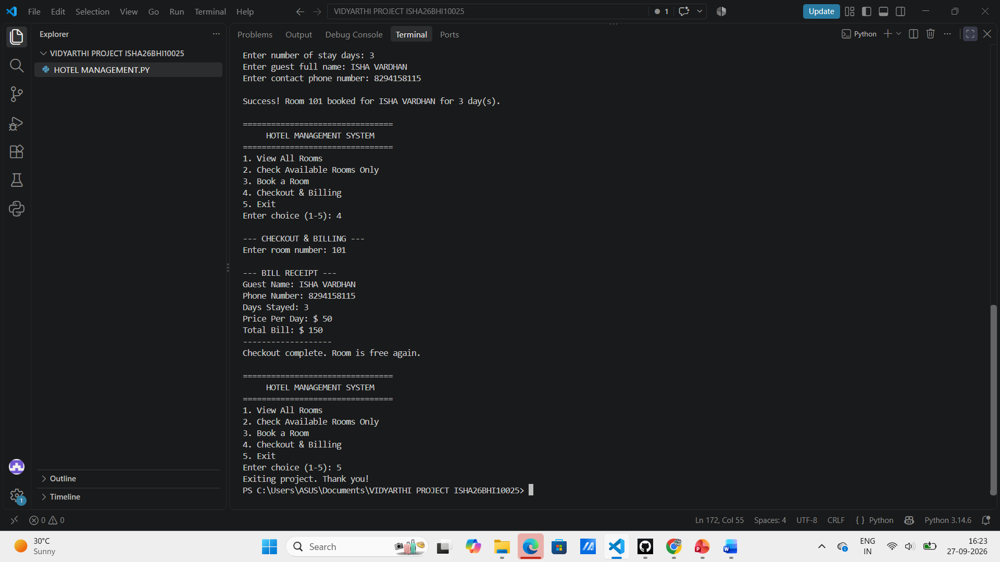 File Edit Selection View Go Run Terminal Help
VIDYARTHI PROJECT ISHA26BHI10025
1
Update
Explorer
VIDYARTHI PROJECT ISHA26BHI10025
HOTEL MANAGEMENT.PY
Outline
Timeline
1
Problems Output Debug Console Terminal Ports
Python
Enter number of stay days: 3
Enter guest full name: ISHA VARDHAN
Enter contact phone number: 8294158115
Success! Room 101 booked for ISHA VARDHAN for 3 day(s).
================================
HOTEL MANAGEMENT SYSTEM
================================
1. View All Rooms
2. Check Available Rooms Only
3. Book a Room
4. Checkout & Billing
5. Exit
Enter choice (1-5): 4
--- CHECKOUT & BILLING ---
Enter room number: 101
--- BILL RECEIPT ---
Guest Name: ISHA VARDHAN
Phone Number: 8294158115
Days Stayed: 3
Price Per Day: $ 50
Total Bill: $ 150
-------------------
Checkout complete. Room is free again.
================================
HOTEL MANAGEMENT SYSTEM
================================
1. View All Rooms
2. Check Available Rooms Only
3. Book a Room
4. Checkout & Billing
5. Exit
Enter choice (1-5): 5
Exiting project. Thank you!
PS C:\Users\ASUS\Documents\VIDYARTHI PROJECT ISHA26BHI10025>
0 0
Ln 172, Col 55 Spaces: 4 UTF-8 CRLF { } Python Python 3.14.6
30°C
Sunny
Search
ENG
IN
16:23
27-09-2026